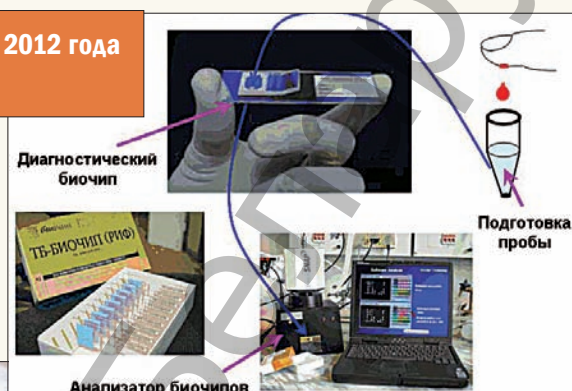 2012 года
Диагностический
биочип
Подготовка
пробы
ТБ-БИОЧИП (РИФ)
Анализатор биочипов